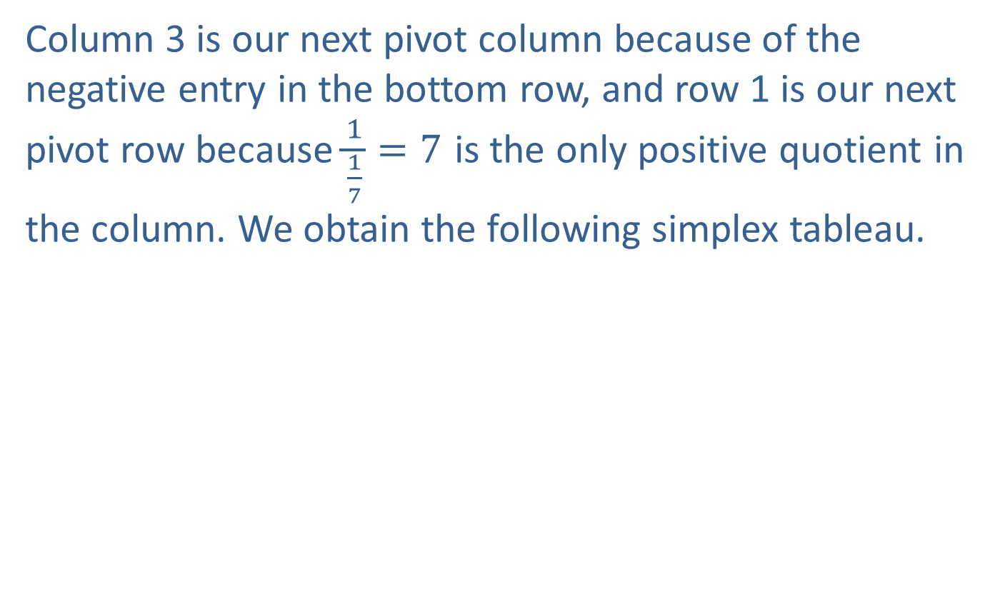 Column 3 is our next pivot column because of the
negative entry in the bottom row, and row 1 is our next
pivot row because $\frac{1}{\frac{1}{7}} = 7$ is the only positive quotient in
the column. We obtain the following simplex tableau.